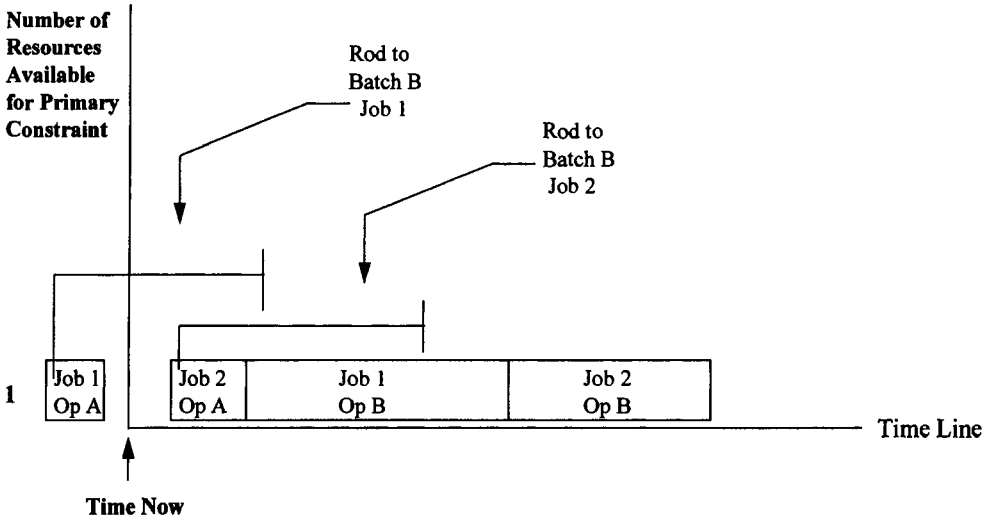 Number of
Resources
Available
for Primary
Constraint
Rod to
Batch B
Job 1
Rod to
Batch B
Job 2
1
Job 1
Op A
Job 2
Op A
Job 1
Op B
Job 2
Op B
Time Line
Time Now